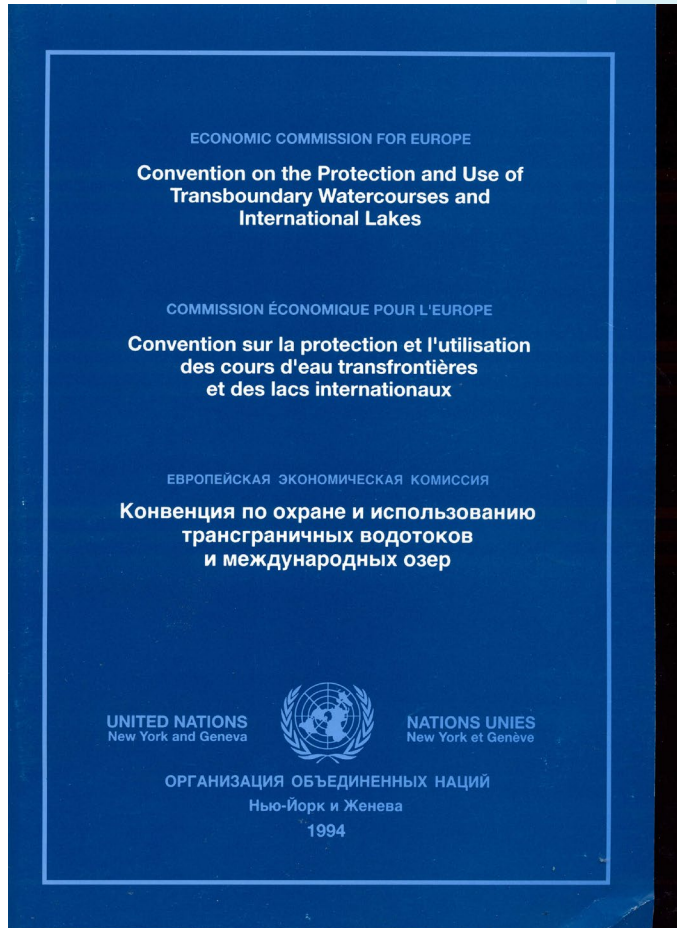 ECONOMIC COMMISSION FOR EUROPE
Convention on the Protection and Use of
Transboundary Watercourses and
International Lakes
COMMISSION ÉCONOMIQUE POUR L'EUROPE
Convention sur la protection et l'utilisation
des cours d'eau transfrontières
et des lacs internationaux
ЕВРОПЕЙСКАЯ ЭКОНОМИЧЕСКАЯ КОМИССИЯ
Конвенция по охране и использованию
трансграничных водотоков
и международных озер
UNITED NATIONS
New York and Geneva
NATIONS UNIES
New York et Genève
ОРГАНИЗАЦИЯ ОБЪЕДИНЕННЫХ НАЦИЙ
Нью-Йорк и Женева
1994